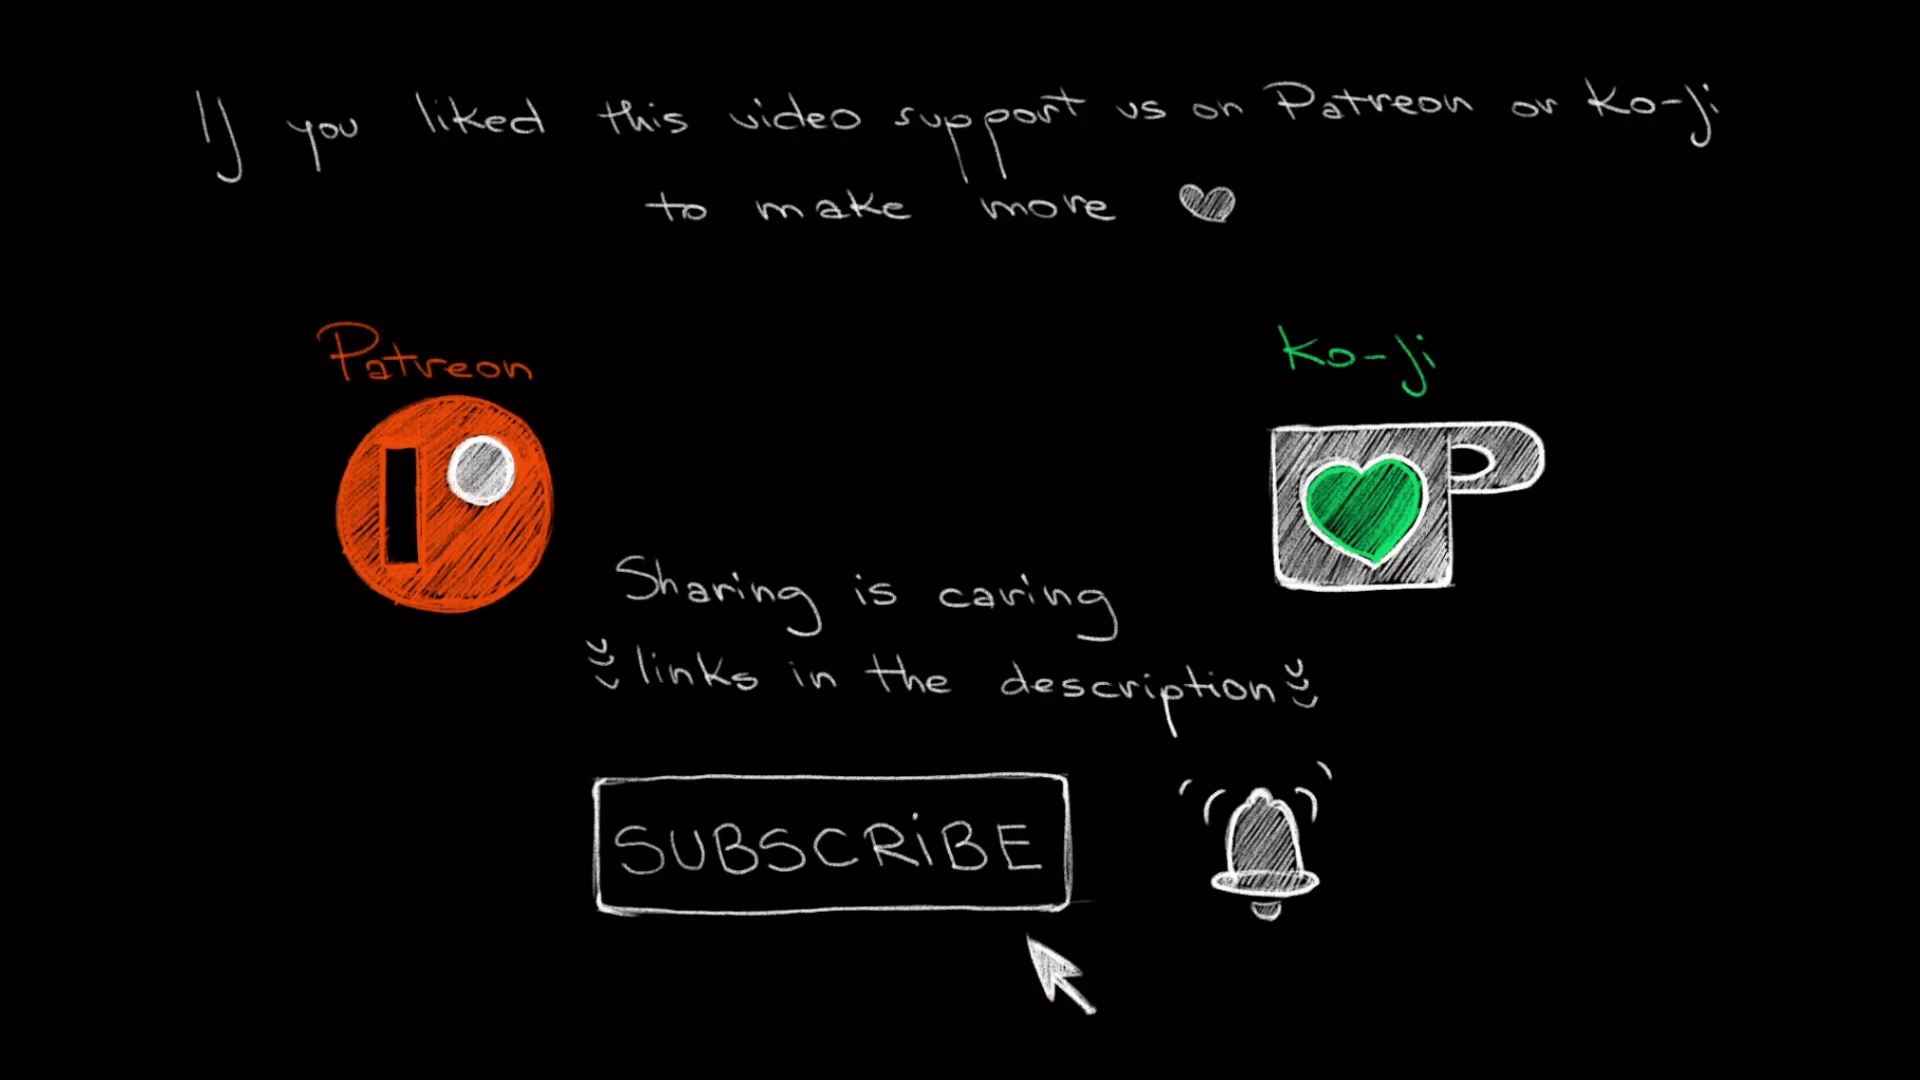 If you liked this video support us on Patreon or Ko-fi
to make more
Patreon
Ko-fi
Sharing is caring
links in the description
SUBSCRiBE